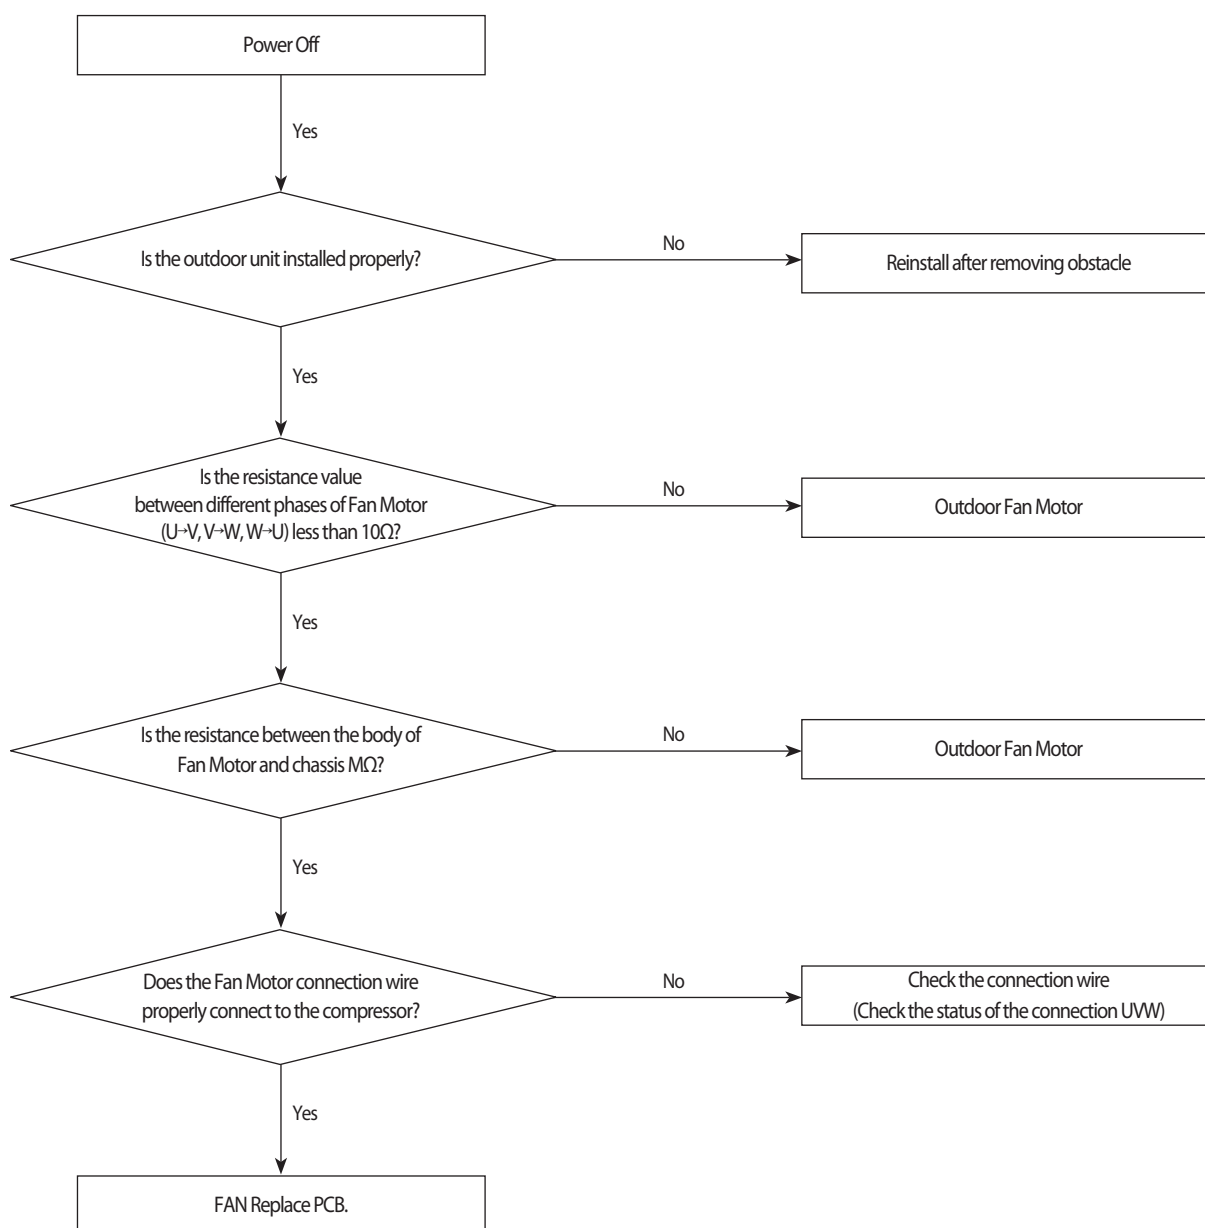 Power Off
Yes
Is the outdoor unit installed properly?
No
Reinstall after removing obstacle
Yes
Is the resistance value
between different phases of Fan Motor
(U→V, V→W, W→U) less than 10Ω?
No
Outdoor Fan Motor
Yes
Is the resistance between the body of
Fan Motor and chassis MΩ?
No
Outdoor Fan Motor
Yes
Does the Fan Motor connection wire
properly connect to the compressor?
No
Check the connection wire
(Check the status of the connection UVW)
Yes
FAN Replace PCB.